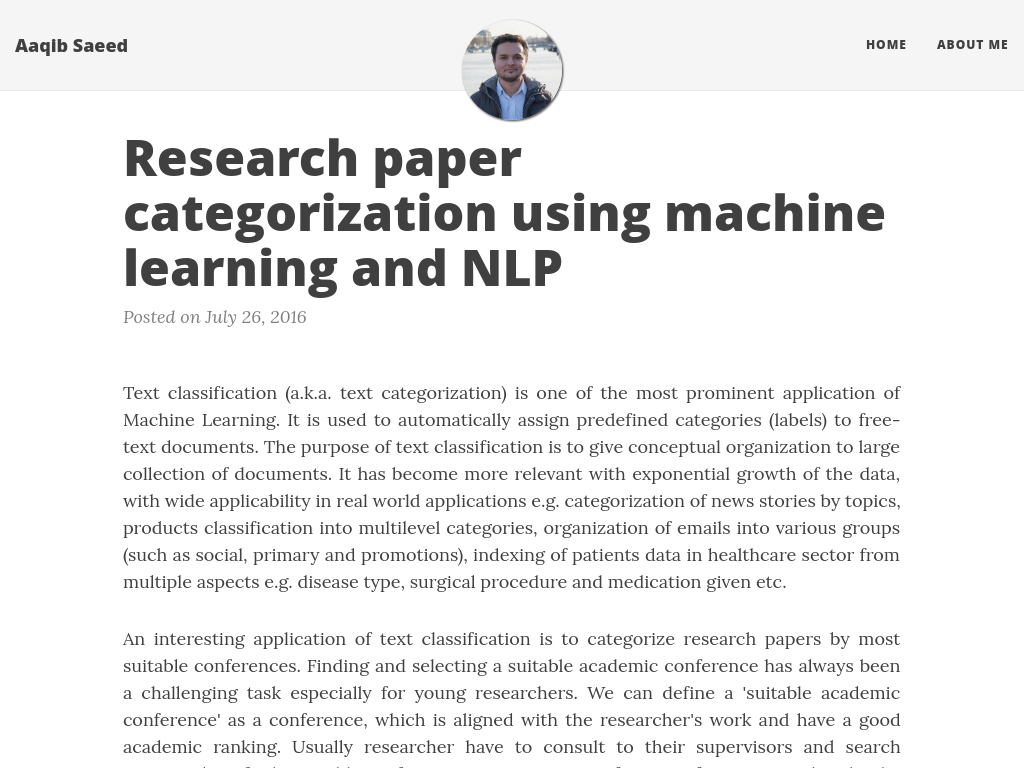 Aaqib Saeed
HOME
ABOUT ME
Research paper
categorization using machine
learning and NLP
Posted on July 26, 2016
Text classification (a.k.a. text categorization) is one of the most prominent application of
Machine Learning. It is used to automatically assign predefined categories (labels) to free-
text documents. The purpose of text classification is to give conceptual organization to large
collection of documents. It has become more relevant with exponential growth of the data,
with wide applicability in real world applications e.g. categorization of news stories by topics,
products classification into multilevel categories, organization of emails into various groups
(such as social, primary and promotions), indexing of patients data in healthcare sector from
multiple aspects e.g. disease type, surgical procedure and medication given etc.
An interesting application of text classification is to categorize research papers by most
suitable conferences. Finding and selecting a suitable academic conference has always been
a challenging task especially for young researchers. We can define a 'suitable academic
conference' as a conference, which is aligned with the researcher's work and have a good
academic ranking. Usually researcher have to consult to their supervisors and search